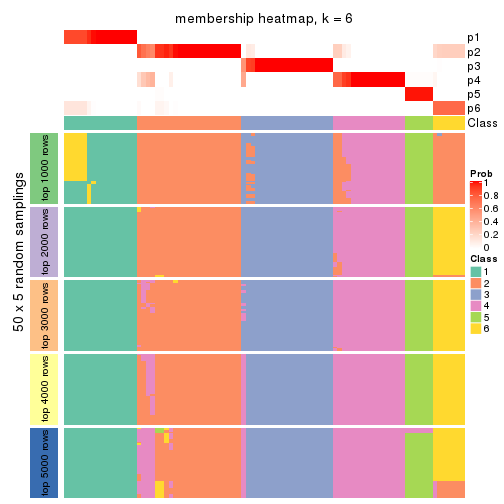 membership heatmap, k = 6
p1
p2
p3
p4
p5
p6
Class
50 x 5 random samplings
top 1000 rows
top 2000 rows
top 3000 rows
top 4000 rows
top 5000 rows
Prob
1
0.8
0.6
0.4
0.2
0
Class
1
2
3
4
5
6